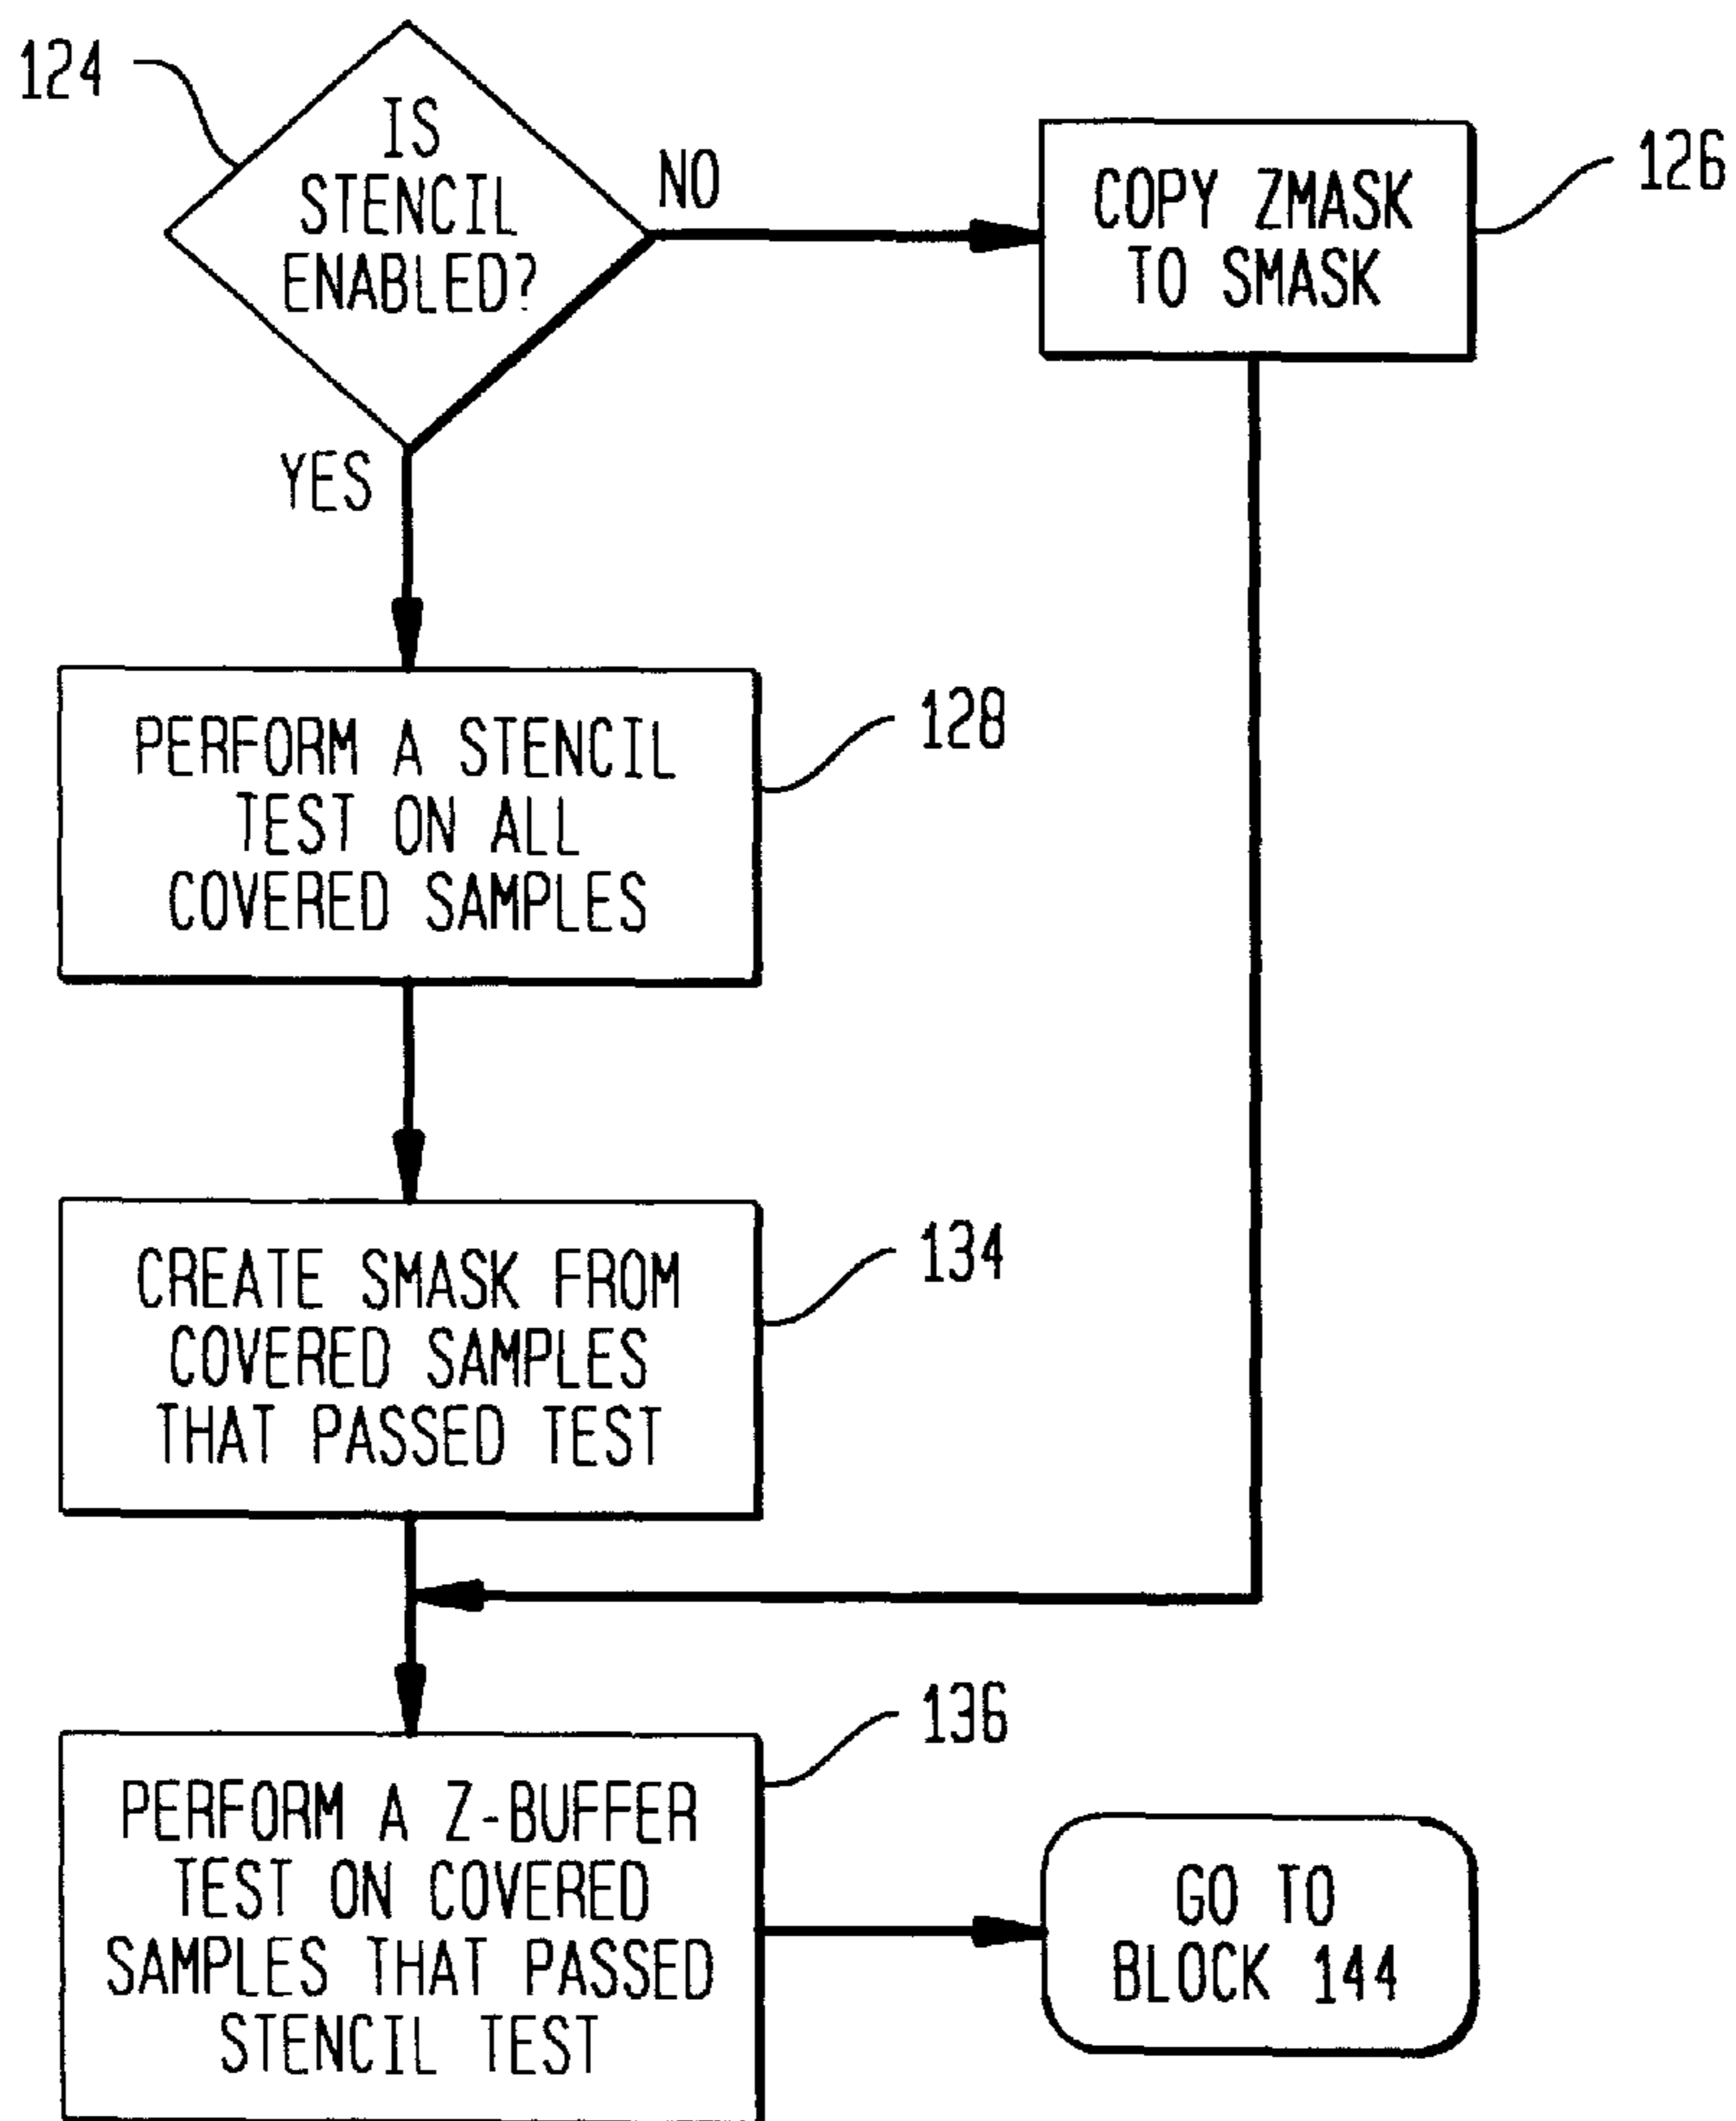 124
IS
STENCIL
ENABLED?
NO
YES
COPY ZMASK
TO SMASK
126
PERFORM A STENCIL
TEST ON ALL
COVERED SAMPLES
128
CREATE SMASK FROM
COVERED SAMPLES
THAT PASSED TEST
134
PERFORM A Z-BUFFER
TEST ON COVERED
SAMPLES THAT PASSED
STENCIL TEST
136
GO TO
BLOCK 144